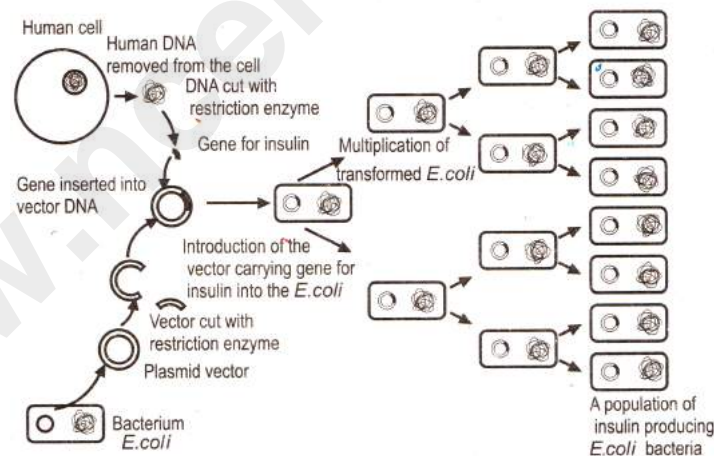 Human cell
Human DNA
removed from the cell
DNA cut with
restriction enzyme
Gene for insulin
Gene inserted into
vector DNA
Multiplication of
transformed E.coli
Introduction of the
vector carrying gene for
insulin into the E.coli
Vector cut with
restriction enzyme
Plasmid vector
Bacterium
E.coli
A population of
insulin producing
E.coli bacteria